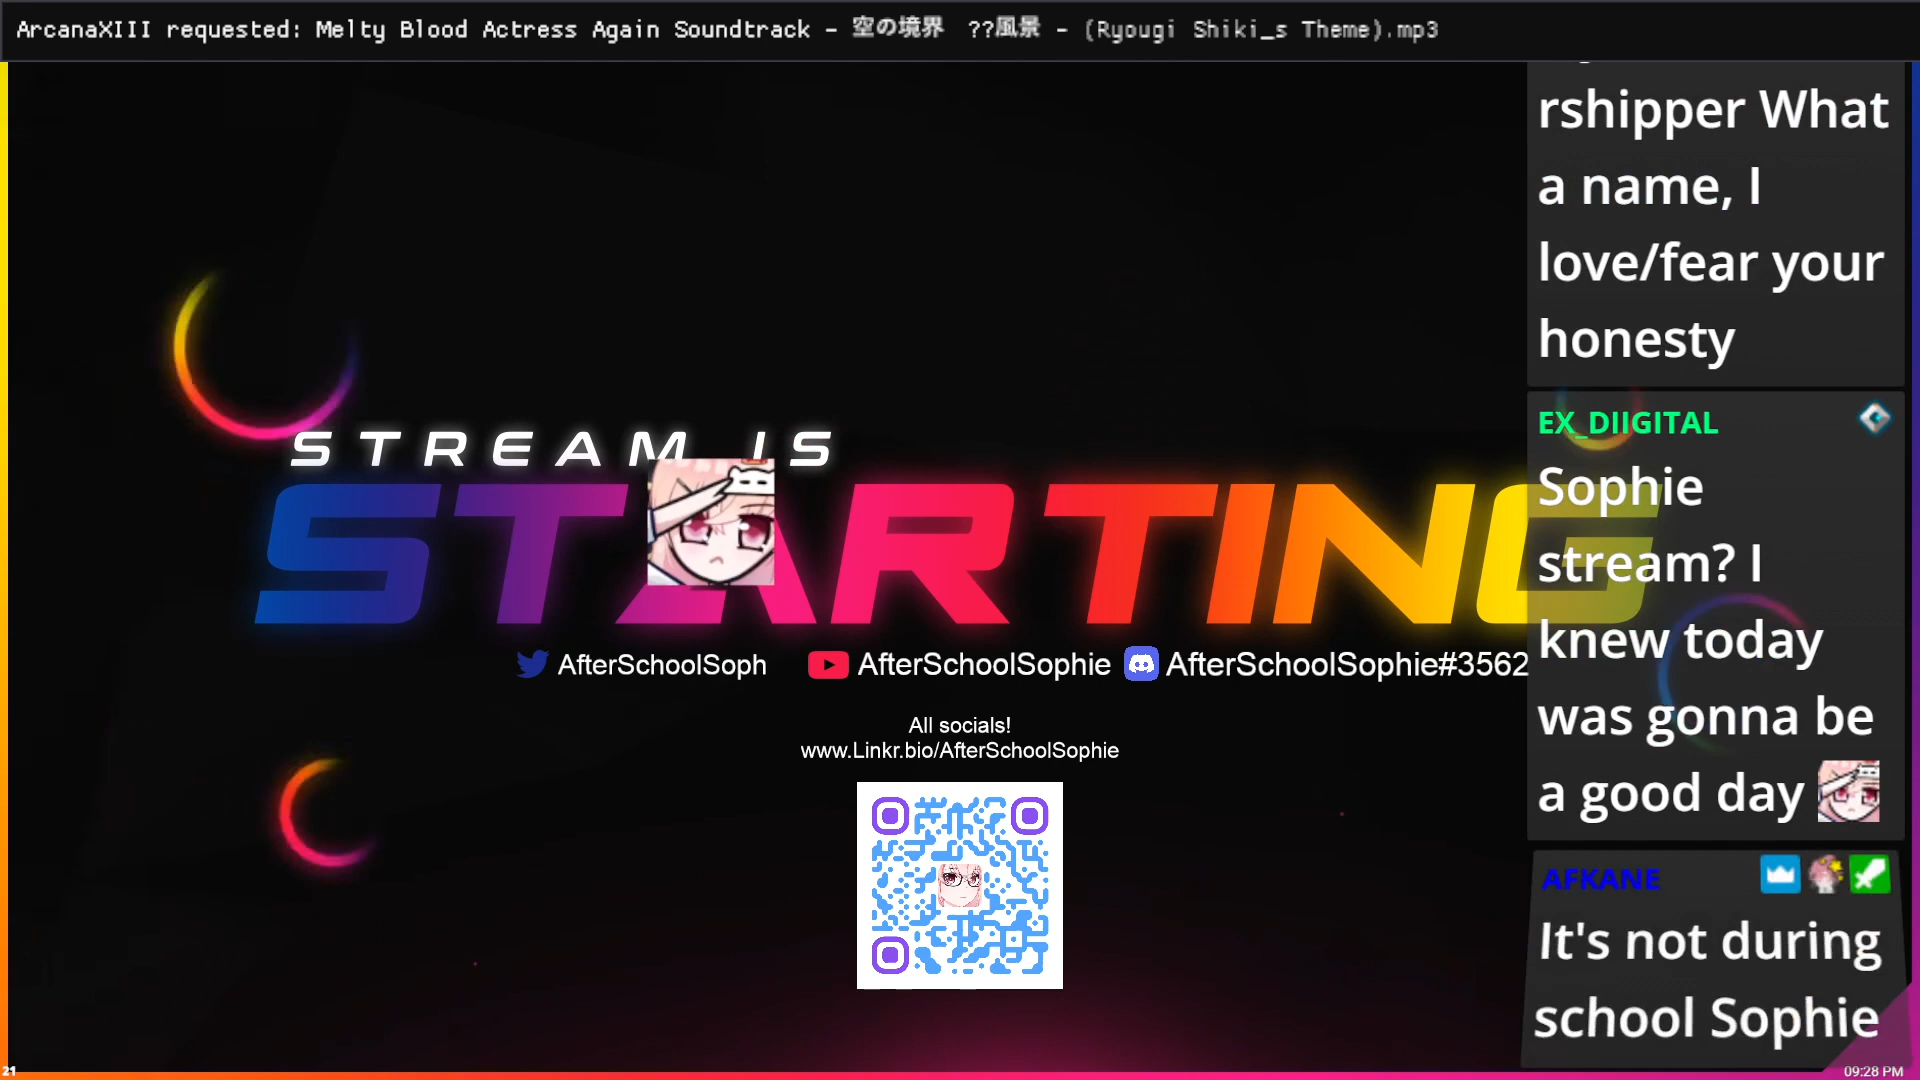 ArcanaXIII requested: Melty Blood Actress Again Soundtrack - 空の境界 ??風景 - (Ryougi Shiki_s Theme).mp3
rshipper What
a name, I
love/fear your
honesty
EX_DIIGITAL
Sophie
stream? I
knew today
was gonna be
a good day
AFKANE
It's not during
school Sophie
STREAM IS
STARTING
AfterSchoolSoph
AfterSchoolSophie
AfterSchoolSophie#3562
All socials!
www.Linkr.bio/AfterSchoolSophie
21
09:28 PM